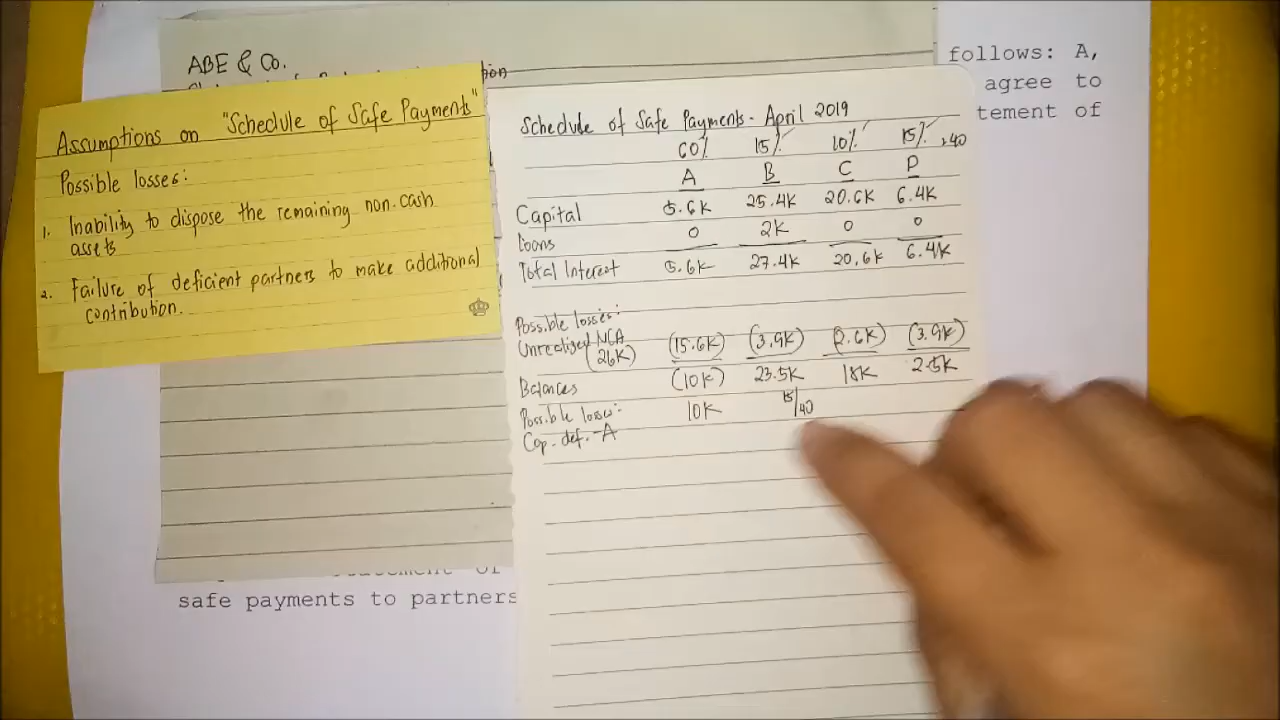 ABE & Co.
follows: A,
agree to
tement of
Assumptions on "Schedule of Safe Payments"
Possible losses:
1. Inability to dispose the remaining non-cash
assets
2. Failure of deficient partners to make additional
contribution.
Schedule of Safe Payments - April 2019
60% 15% 10% 15% 40
A B C P
Capital 5.6K 25.4K 20.6K 6.4K
Loans 0 2K 0 0
Total Interest 5.6K 27.4K 20.6K 6.4K
Possible losses:
Unrealized NCA (15.6K) (3.9K) (2.6K) (3.9K)
(26K)
Balances (10K) 23.5K 18K 2.5K
Possible losses: 10K 15/40
Cap. def. - A
safe payments to partners